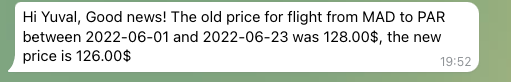 Hi Yuval, Good news! The old price for flight from MAD to PAR
between 2022-06-01 and 2022-06-23 was 128.00$, the new
price is 126.00$
19:52